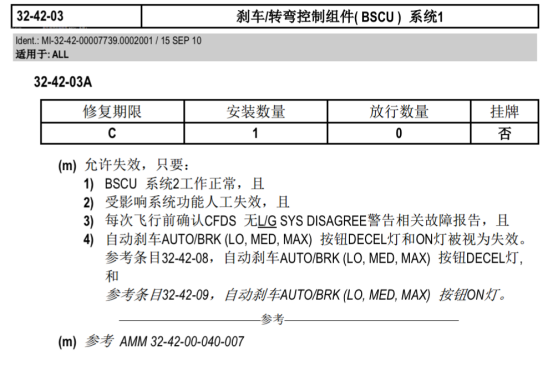 32-42-03 刹车/转弯控制组件( BSCU ) 系统1
Ident.: MI-32-42-00007739.0002001 / 15 SEP 10
适用于: ALL
32-42-03A
修复期限 安装数量 放行数量 挂牌
C 1 0 否
(m) 允许失效，只要:
1) BSCU 系统2工作正常，且
2) 受影响系统功能人工失效，且
3) 每次飞行前确认CFDS 无L/G SYS DISAGREE警告相关故障报告，且
4) 自动刹车AUTO/BRK (LO, MED, MAX) 按钮DECEL灯和ON灯被视为失效。
参考条目32-42-08，自动刹车AUTO/BRK (LO, MED, MAX) 按钮DECEL灯,
和
参考条目32-42-09，自动刹车AUTO/BRK (LO, MED, MAX) 按钮ON灯。
参考
(m) 参考 AMM 32-42-00-040-007